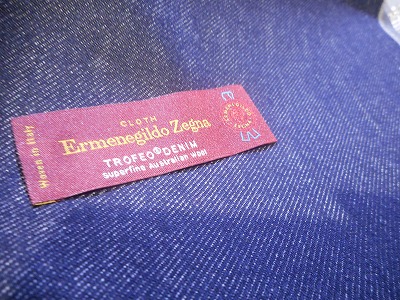 CLOTH
Ermenegildo Zegna
TROFEO® DENIM
Superfine Australian Wool
Woven in Italy